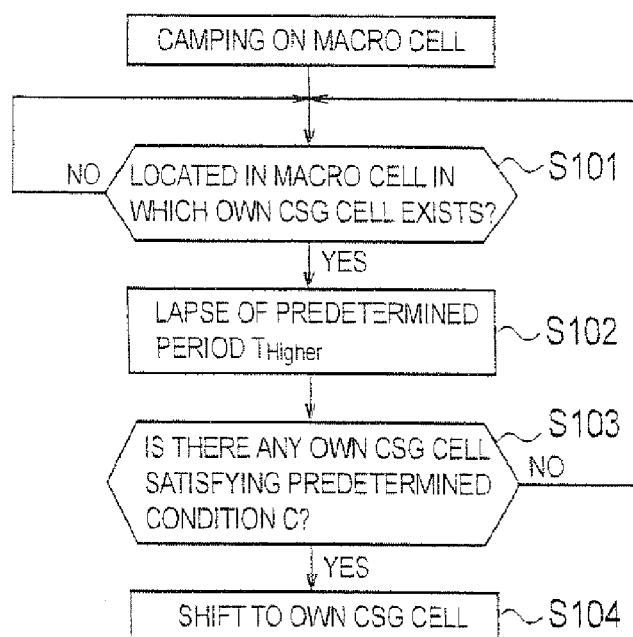 CAMPING ON MACRO CELL
S101
NO
LOCATED IN MACRO CELL IN
WHICH OWN CSG CELL EXISTS?
YES
LAPSE OF PREDETERMINED
PERIOD THigher
S102
S103
IS THERE ANY OWN CSG CELL
SATISFYING PREDETERMINED
CONDITION C?
NO
YES
SHIFT TO OWN CSG CELL
S104